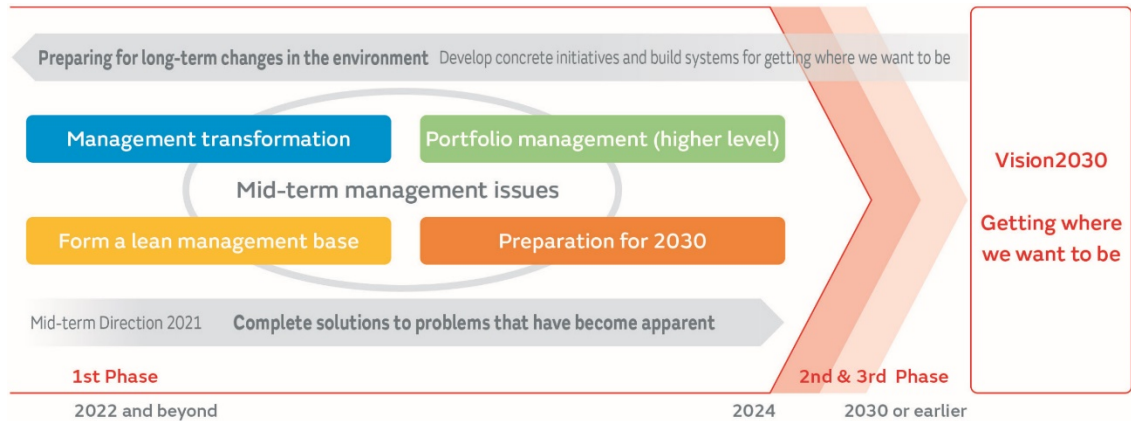 Preparing for long-term changes in the environment Develop concrete initiatives and build systems for getting where we want to be
Management transformation
Portfolio management (higher level)
Mid-term management issues
Form a lean management base
Preparation for 2030
Mid-term Direction 2021 Complete solutions to problems that have become apparent
1st Phase
2nd & 3rd Phase
2022 and beyond
2024
2030 or earlier
Vision2030
Getting where
we want to be